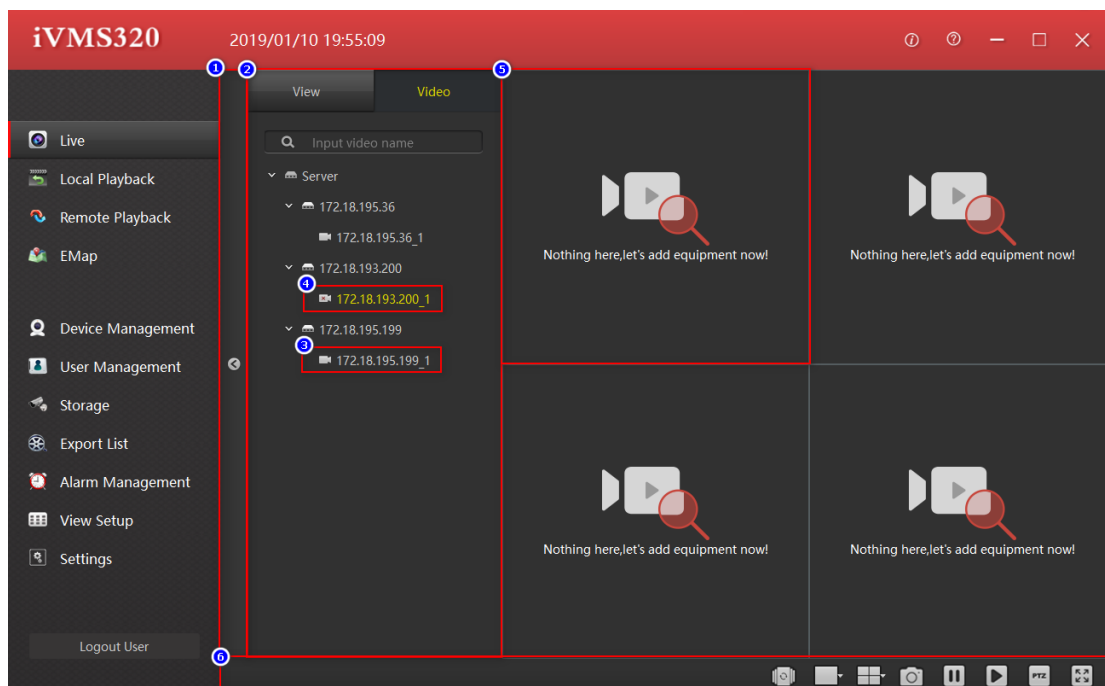 iVMS320
2019/01/10 19:55:09
1
2
5
View
Video
Input video name
Live
Local Playback
Remote Playback
EMap
Device Management
User Management
Storage
Export List
Alarm Management
View Setup
Settings
Logout User
Server
172.18.195.36
172.18.195.36_1
172.18.193.200
4
172.18.193.200_1
172.18.195.199
3
172.18.195.199_1
Nothing here,let's add equipment now!
Nothing here,let's add equipment now!
Nothing here,let's add equipment now!
Nothing here,let's add equipment now!
6
PTZ